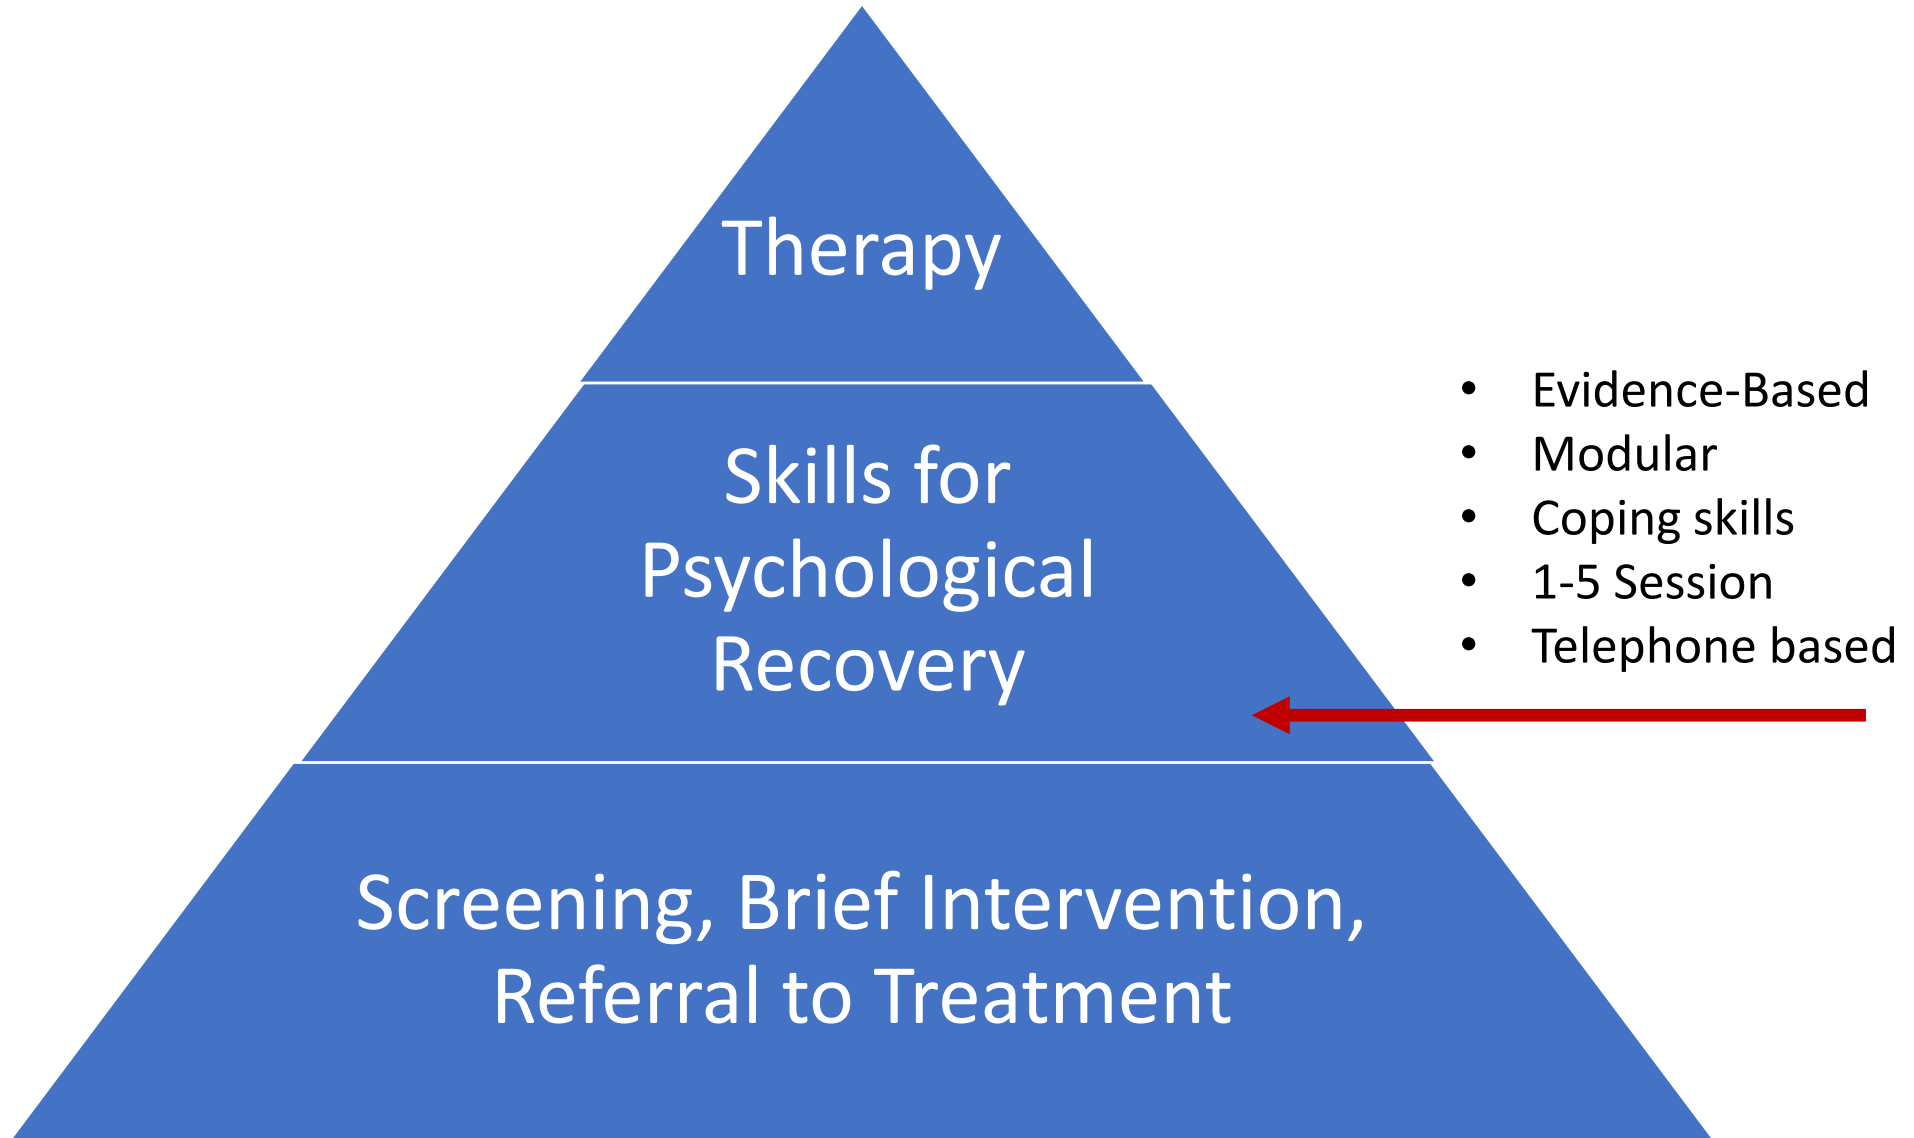 Therapy
Skills for
Psychological
Recovery
Screening, Brief Intervention,
Referral to Treatment
• Evidence-Based
• Modular
• Coping skills
• 1-5 Session
• Telephone based